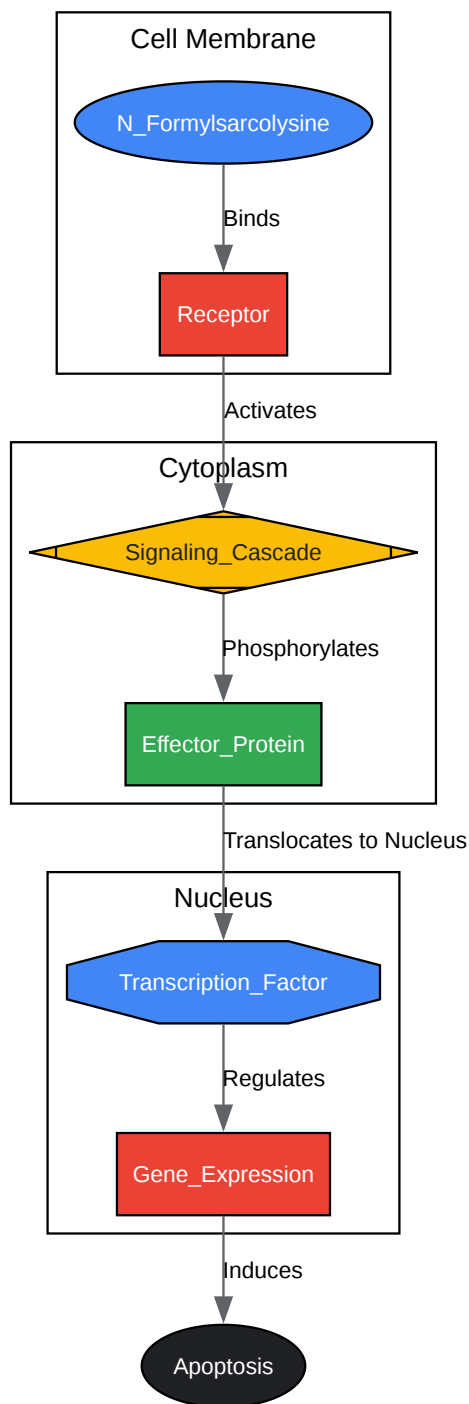 Cell Membrane
N_Formylsarcolysine
Binds
Receptor
Activates
Cytoplasm
Signaling_Cascade
Phosphorylates
Effector_Protein
Translocates to Nucleus
Nucleus
Transcription_Factor
Regulates
Gene_Expression
Induces
Apoptosis